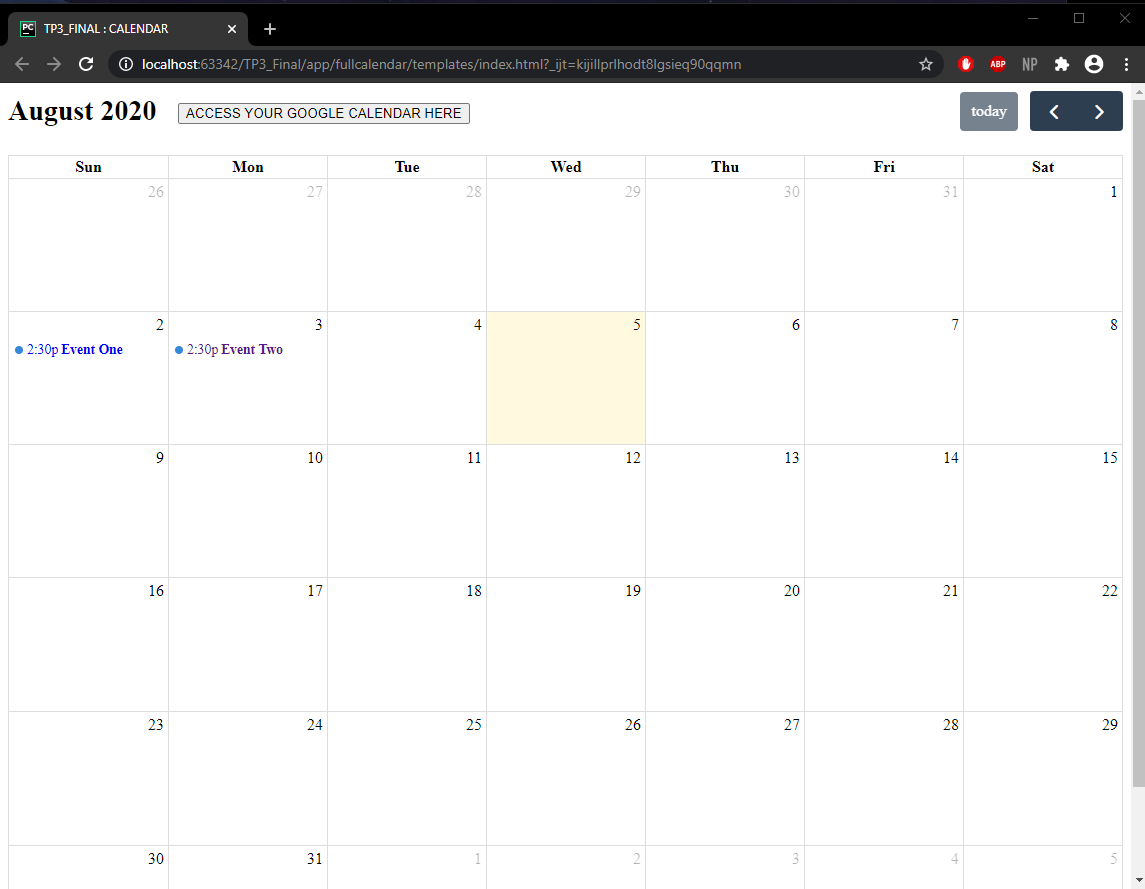 PC TP3_FINAL : CALENDAR
localhost:63342/TP3_Final/app/fullcalendar/templates/index.html?_ijt=kijillprlhodt8lgsieq90qqmn ABP NP
August 2020 ACCESS YOUR GOOGLE CALENDAR HERE today
Sun Mon Tue Wed Thu Fri Sat
26 27 28 29 30 31 1
2 3 4 5 6 7 8
2:30p Event One 2:30p Event Two
9 10 11 12 13 14 15
16 17 18 19 20 21 22
23 24 25 26 27 28 29
30 31 1 2 3 4 5